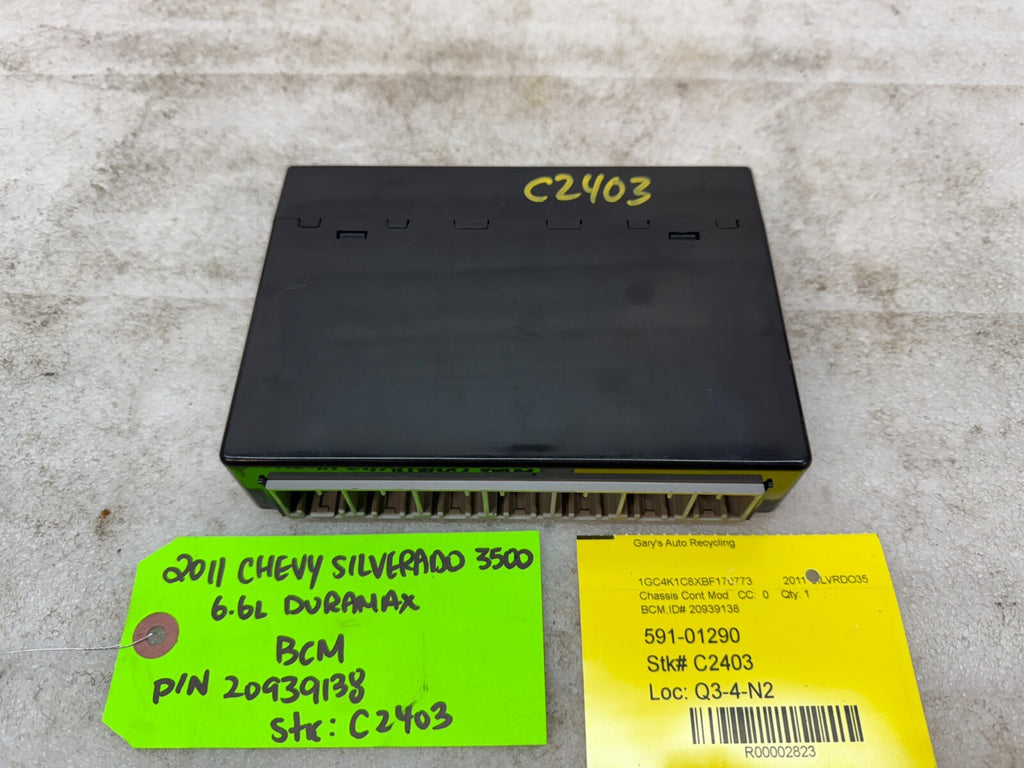 C2403
2011 CHEVY SILVERADO 3500
6.6L DURAMAX
BCM
P/N 20939138
Stk: C2403
Gary's Auto Recycling
1GC4K1C8XBF170773 2011
Chassis Cont Mod CC: 0 Qty: 1
BCM,ID# 20939138
591-01290
Stk# C2403
Loc: Q3-4-N2
R00002823